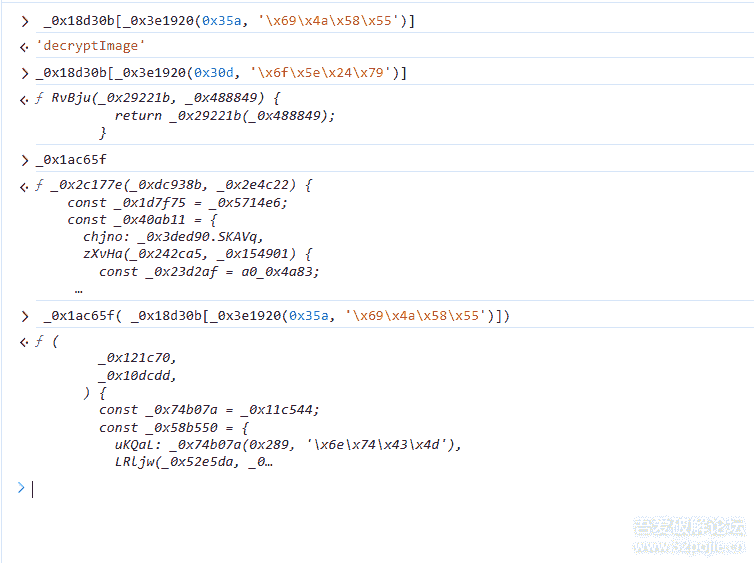 > _0x18d30b[_0x3e1920(0x35a, '\x69\x4a\x58\x55')]
'decryptImage'
> _0x18d30b[_0x3e1920(0x30d, '\x6f\x5e\x24\x79')]
ƒ RvBju(_0x29221b, _0x488849) {
return _0x29221b(_0x488849);
}
> _0x1ac65f
ƒ _0x2c177e(_0xdc938b, _0x2e4c22) {
const _0x1d7f75 = _0x5714e6;
const _0x40ab11 = {
chjno: _0x3ded90.SKAVq,
zXvHa(_0x242ca5, _0x154901) {
const _0x23d2af = a0_0x4a83;
…
> _0x1ac65f( _0x18d30b[_0x3e1920(0x35a, '\x69\x4a\x58\x55')])
ƒ (
_0x121c70,
_0x10dcdd,
) {
const _0x74b07a = _0x11c544;
const _0x58b550 = {
uKQaL: _0x74b07a(0x289, '\x6e\x74\x43\x4d'),
LRljw(_0x52e5da, _0…
>
吾爱破解论坛
www.52pojie.cn